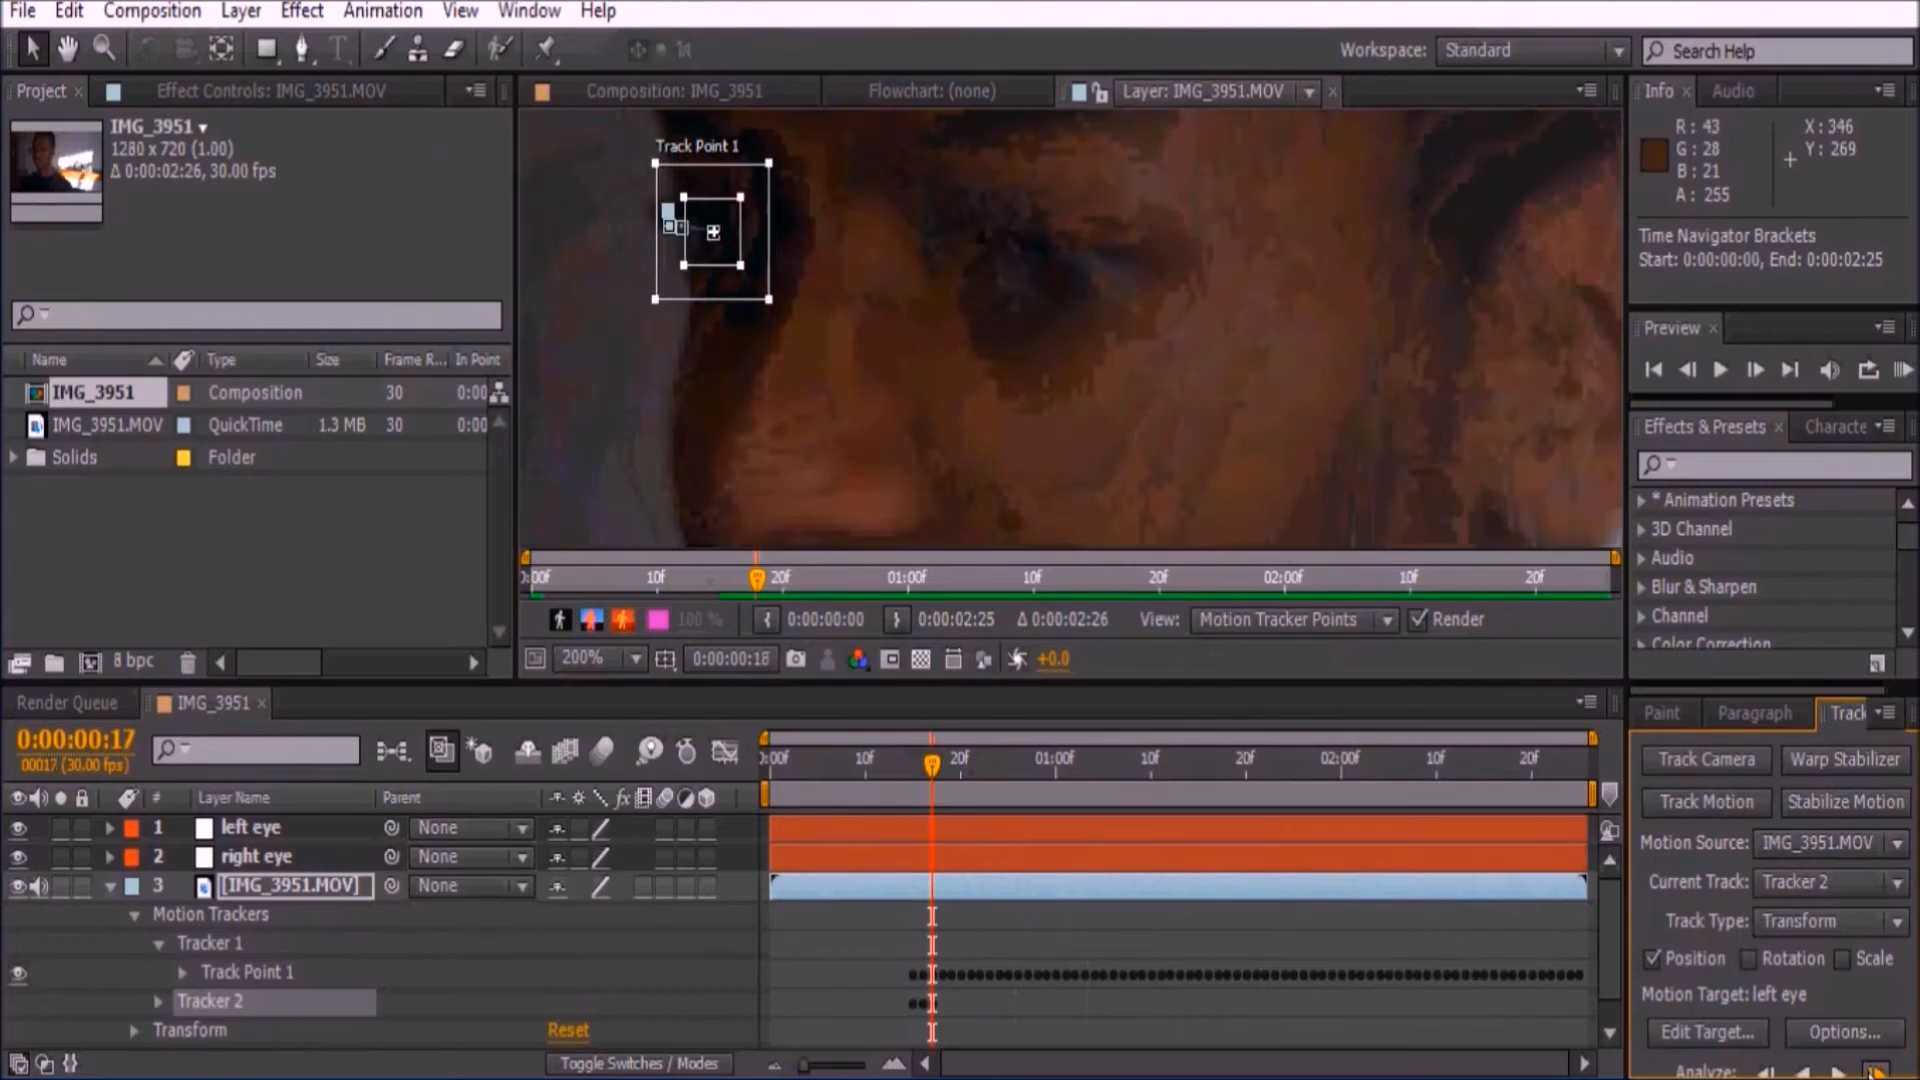 File Edit Composition Layer Effect Animation View Window Help
Workspace: Standard Search Help
Project × Effect Controls: IMG_3951.MOV
IMG_3951
1280 x 720 (1.00)
Δ 0:00:02:26, 30.00 fps
Name Type Size Frame R... In Point
IMG_3951 Composition 30 0:00
IMG_3951.MOV QuickTime 1.3 MB 30 0:00
Solids Folder
8 bpc
Composition: IMG_3951 Flowchart: (none) Layer: IMG_3951.MOV ×
Track Point 1
):00f 10f 20f 01:00f 10f 20f 02:00f 10f 20f
100 % 0:00:00:00 0:00:02:25 Δ 0:00:02:26 View: Motion Tracker Points Render
200% 0:00:00:18 +0.0
Info × Audio
R: 43 X: 346
G: 28 Y: 269
B: 21
A: 255
Time Navigator Brackets
Start: 0:00:00:00, End: 0:00:02:25
Preview ×
Effects & Presets × Characte
* Animation Presets
3D Channel
Audio
Blur & Sharpen
Channel
Color Correction
Render Queue IMG_3951 ×
0:00:00:17
00017 (30.00 fps)
):00f 10f 20f 01:00f 10f 20f 02:00f 10f 20f
# Layer Name Parent fx
1 left eye None
2 right eye None
3 [IMG_3951.MOV] None
Motion Trackers
Tracker 1
Track Point 1
Tracker 2
Transform Reset
Toggle Switches / Modes
Paint Paragraph Track
Track Camera Warp Stabilizer
Track Motion Stabilize Motion
Motion Source: IMG_3951.MOV
Current Track: Tracker 2
Track Type: Transform
Position Rotation Scale
Motion Target: left eye
Edit Target... Options...
Analyze: